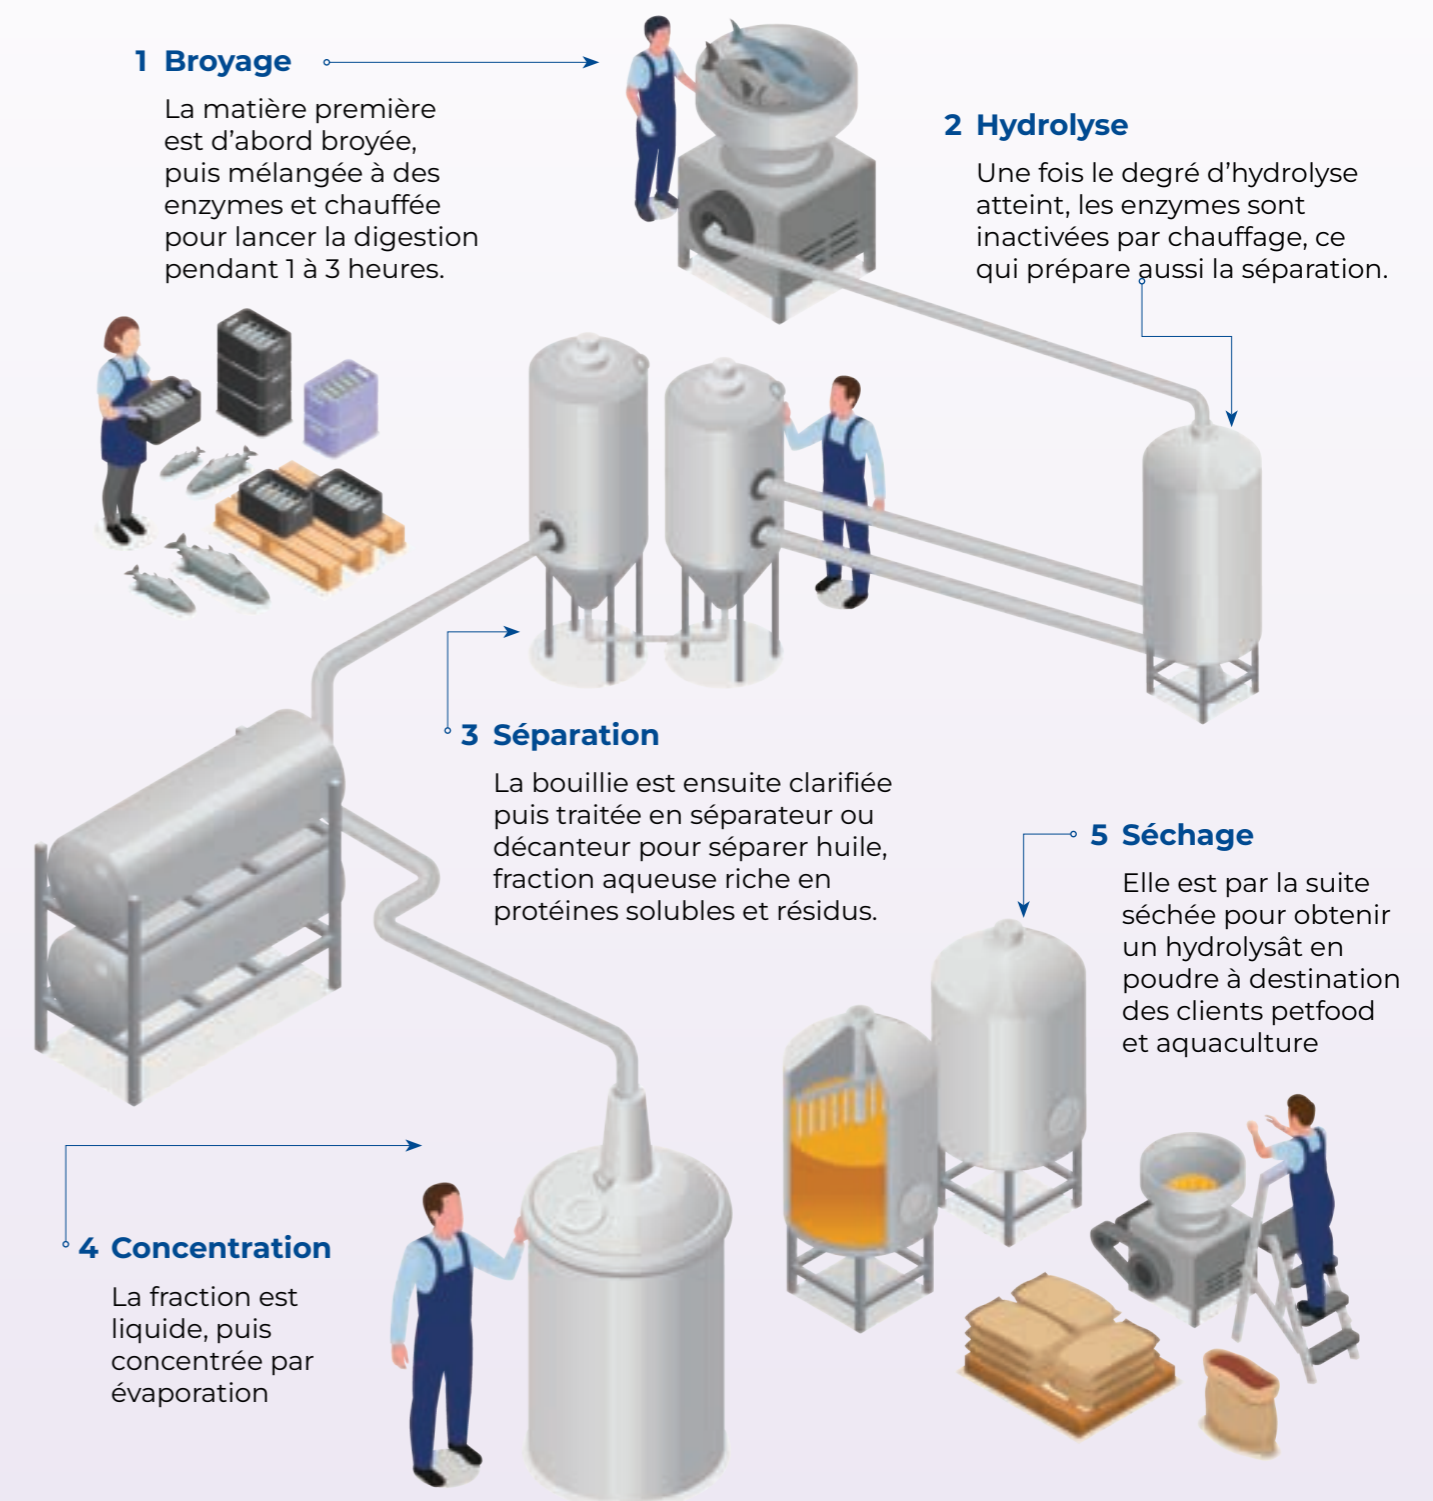 1 Broyage
La matière première
est d’abord broyée,
puis mélangée à des
enzymes et chauffée
pour lancer la digestion
pendant 1 à 3 heures.
2 Hydrolyse
Une fois le degré d’hydrolyse
atteint, les enzymes sont
inactivées par chauffage, ce
qui prépare aussi la séparation.
3 Séparation
La bouillie est ensuite clarifiée
puis traitée en séparateur ou
décanteur pour séparer huile,
fraction aqueuse riche en
protéines solubles et résidus.
4 Concentration
La fraction est
liquide, puis
concentrée par
évaporation
5 Séchage
Elle est par la suite
séchée pour obtenir
un hydrolysât en
poudre à destination
des clients petfood
et aquaculture